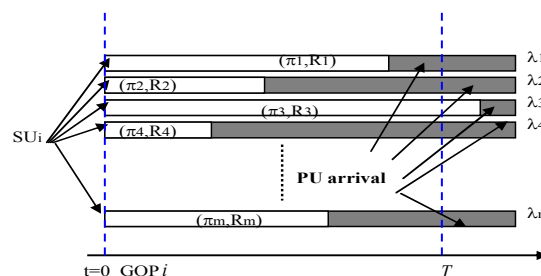 (π1,R1) λ1
(π2,R2) λ2
(π3,R3) λ3
(π4,R4) λ4
SUi
PU arrival
(πm,Rm)
t=0 GOP i T